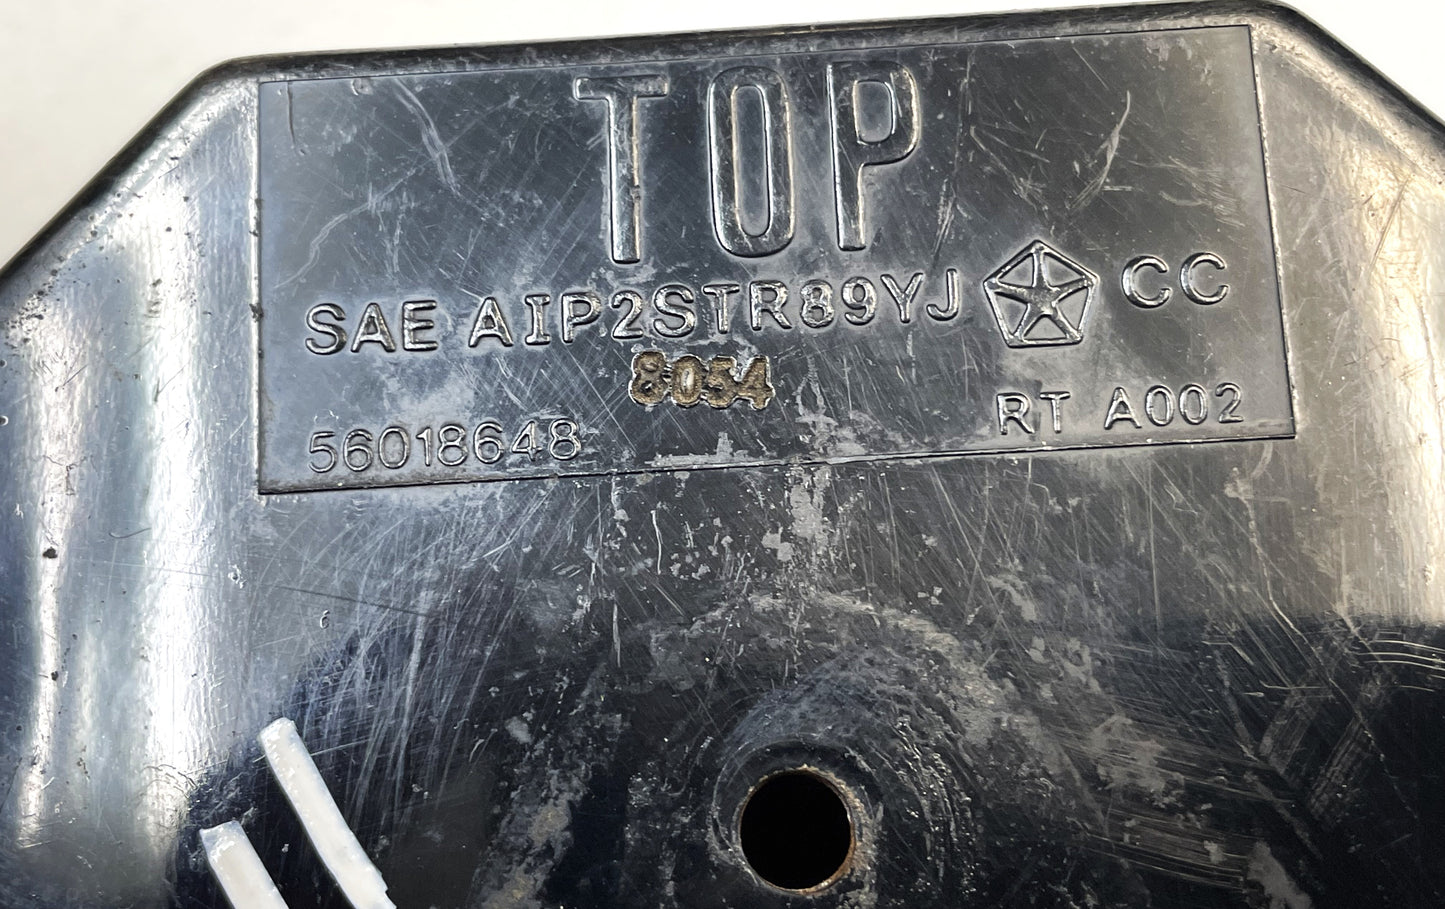 TOP
SAE AIP2STR89YJ CC
8054
56018648 RT A002